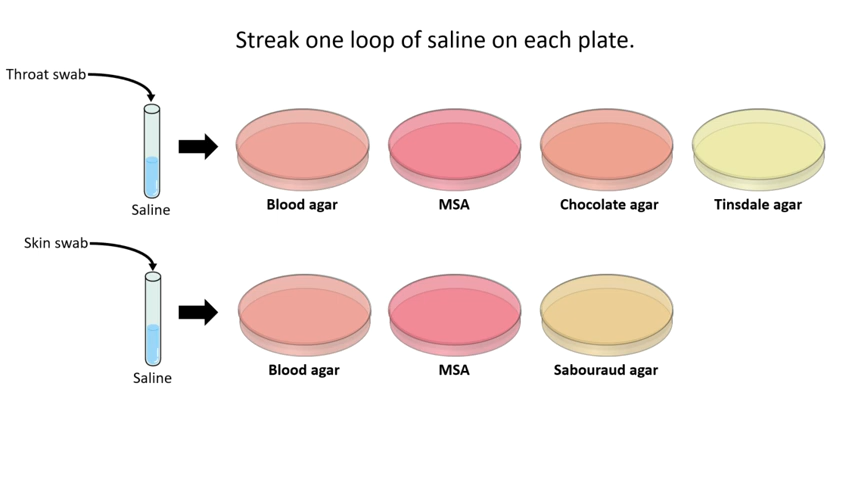 Streak one loop of saline on each plate.
Throat swab
Saline
Blood agar
MSA
Chocolate agar
Tinsdale agar
Skin swab
Saline
Blood agar
MSA
Sabouraud agar